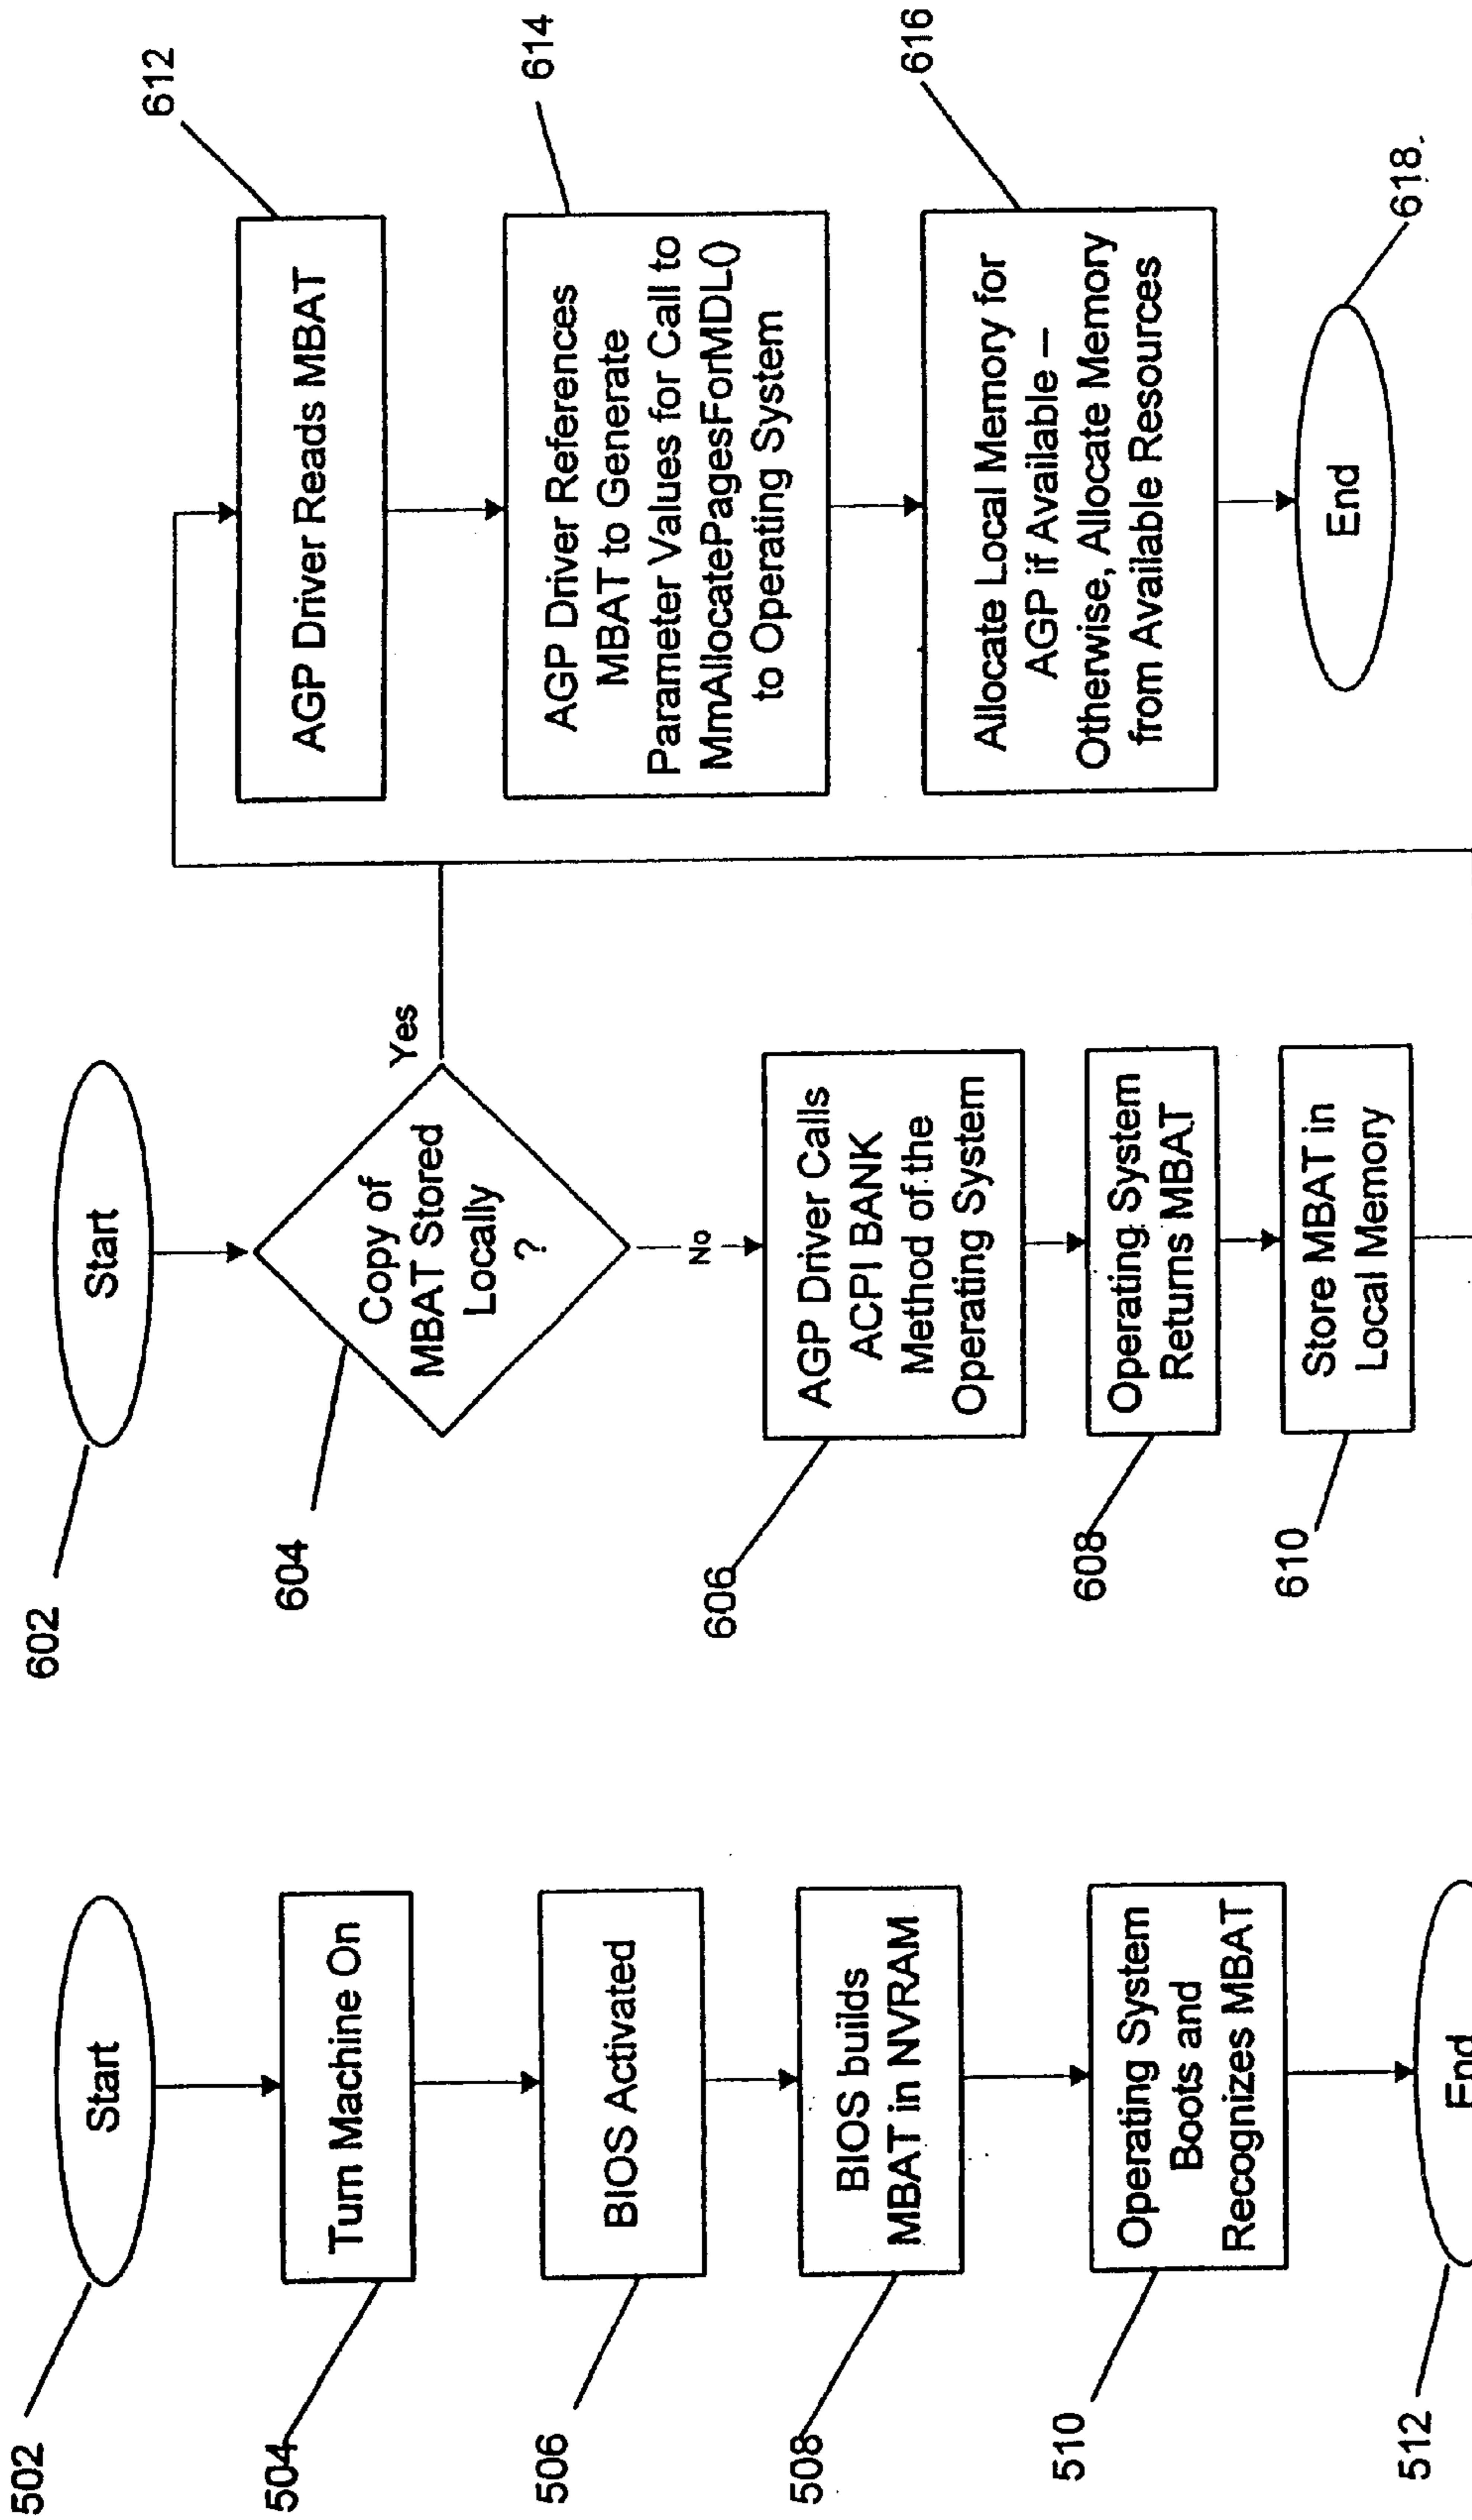 502
Start
504
Turn Machine On
506
BIOS Activated
508
BIOS builds
MBAT in NVRAM
510
Operating System
Boots and
Recognizes MBAT
512
End
602
Start
604
Copy of
MBAT Stored
Locally
?
Yes
No
606
AGP Driver Calls
ACPI BANK
Method of the
Operating System
608
Operating System
Returns MBAT
610
Store MBAT in
Local Memory
612
AGP Driver Reads MBAT
614
AGP Driver References
MBAT to Generate
Parameter Values for Call to
MmAllocatePagesForMDL()
to Operating System
616
Allocate Local Memory for
AGP if Available –
Otherwise, Allocate Memory
from Available Resources
618
End